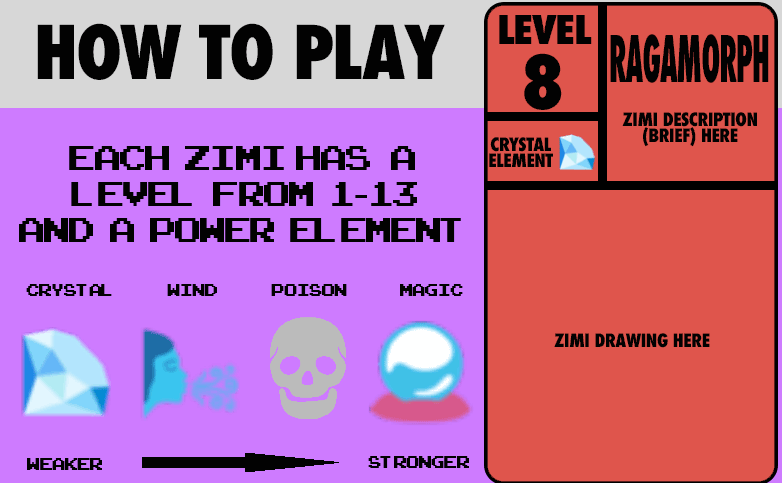 HOW TO PLAY
EACH ZIMI HAS A
LEVEL FROM 1-13
AND A POWER ELEMENT
CRYSTAL
WIND
POISON
MAGIC
WEAKER
STRONGER
LEVEL
8
CRYSTAL
ELEMENT
RAGAMORPH
ZIMI DESCRIPTION
(BRIEF) HERE
ZIMI DRAWING HERE